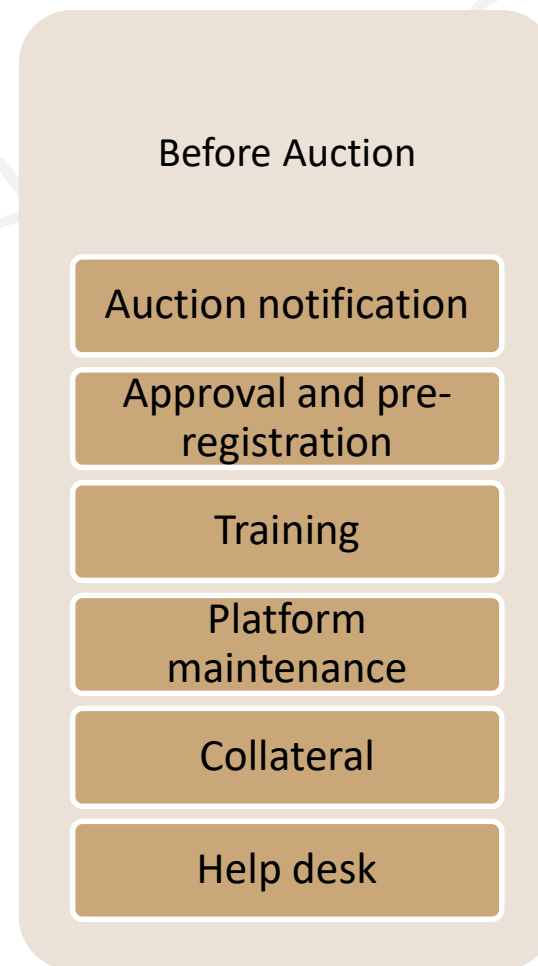 Before Auction
Auction notification
Approval and pre-
registration
Training
Platform
maintenance
Collateral
Help desk